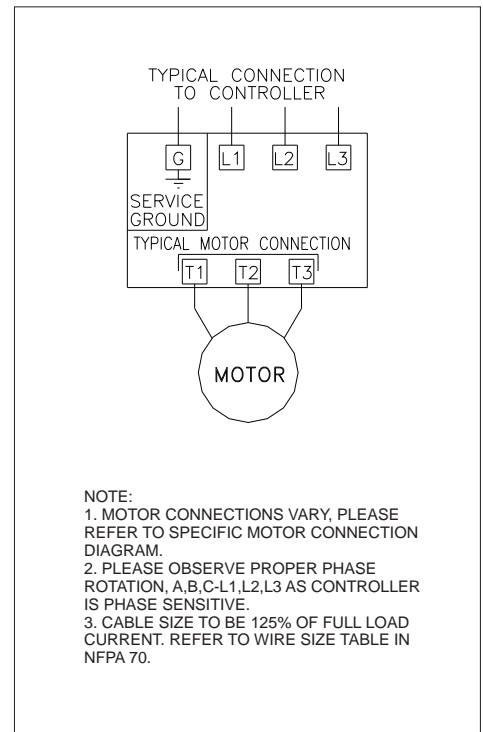 TYPICAL CONNECTION
TO CONTROLLER
G L1 L2 L3
SERVICE
GROUND
TYPICAL MOTOR CONNECTION
T1 T2 T3
MOTOR
NOTE:
1. MOTOR CONNECTIONS VARY, PLEASE
REFER TO SPECIFIC MOTOR CONNECTION
DIAGRAM.
2. PLEASE OBSERVE PROPER PHASE
ROTATION, A,B,C-L1,L2,L3 AS CONTROLLER
IS PHASE SENSITIVE.
3. CABLE SIZE TO BE 125% OF FULL LOAD
CURRENT. REFER TO WIRE SIZE TABLE IN
NFPA 70.